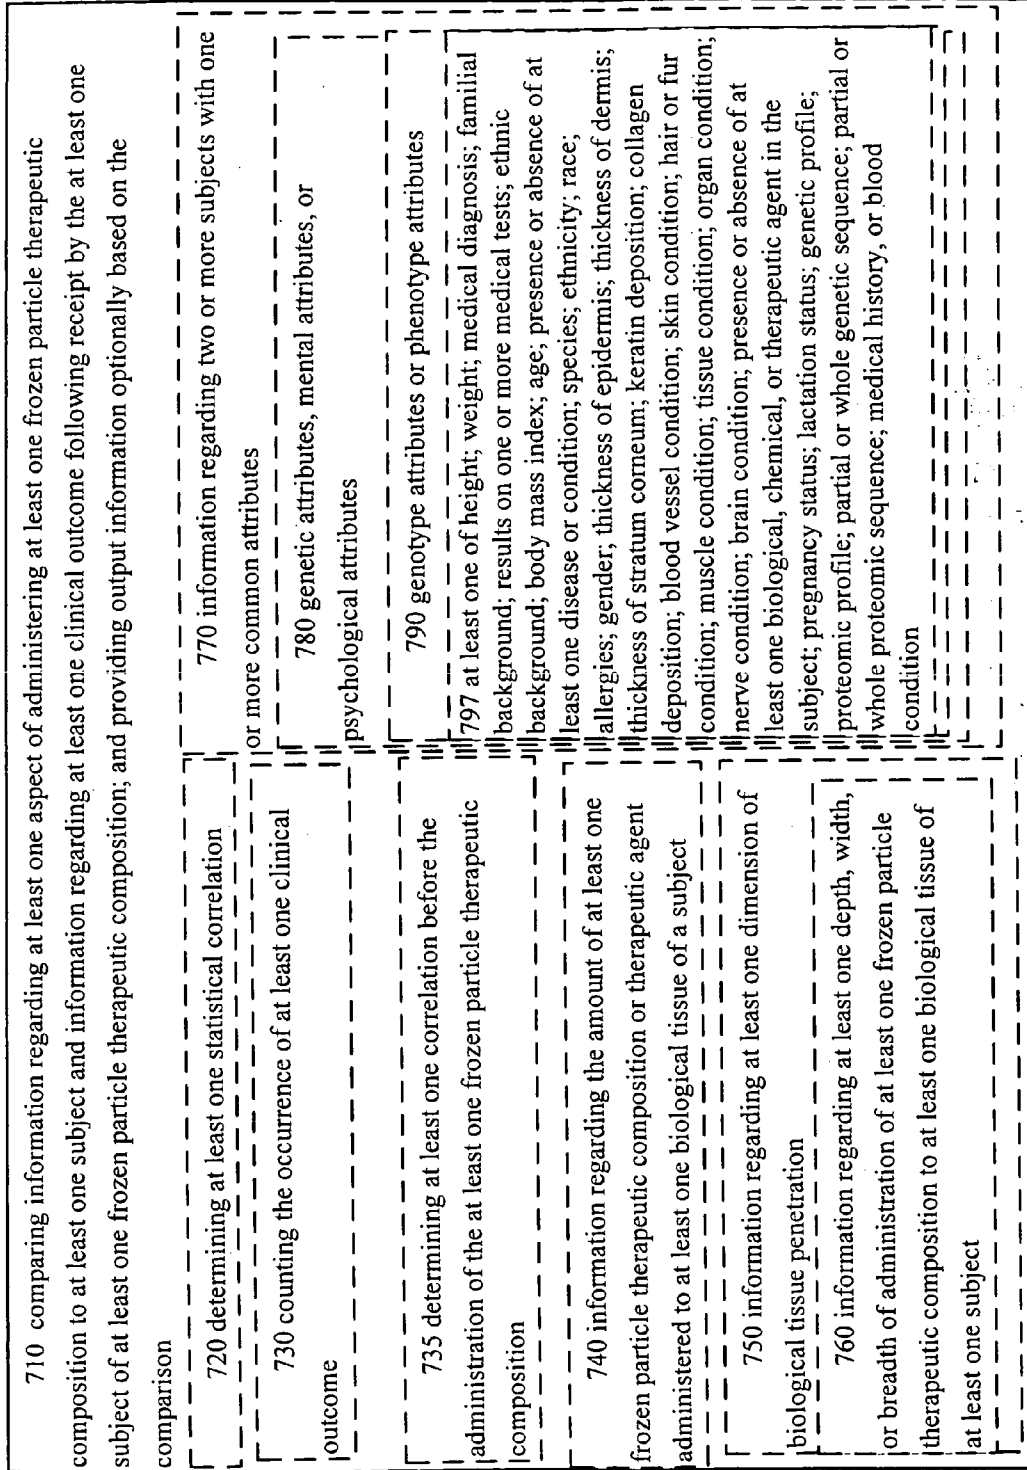 710 comparing information regarding at least one aspect of administering at least one frozen particle therapeutic
composition to at least one subject and information regarding at least one clinical outcome following receipt by the at least one
subject of at least one frozen particle therapeutic composition; and providing output information optionally based on the
comparison
720 determining at least one statistical correlation
730 counting the occurrence of at least one clinical
outcome
735 determining at least one correlation before the
administration of the at least one frozen particle therapeutic
composition
740 information regarding the amount of at least one
frozen particle therapeutic composition or therapeutic agent
administered to at least one biological tissue of a subject
750 information regarding at least one dimension of
biological tissue penetration
760 information regarding at least one depth, width,
or breadth of administration of at least one frozen particle
therapeutic composition to at least one biological tissue of
at least one subject
770 information regarding two or more subjects with one
or more common attributes
780 genetic attributes, mental attributes, or
psychological attributes
790 genotype attributes or phenotype attributes
797 at least one of height; weight; medical diagnosis; familial
background; results on one or more medical tests; ethnic
background; body mass index; age; presence or absence of at
least one disease or condition; species; ethnicity; race;
allergies; gender; thickness of epidermis; thickness of dermis;
thickness of stratum corneum; keratin deposition; collagen
deposition; blood vessel condition; skin condition; hair or fur
condition; muscle condition; tissue condition; organ condition;
nerve condition; brain condition; presence or absence of at
least one biological, chemical, or therapeutic agent in the
subject; pregnancy status; lactation status; genetic profile;
proteomic profile; partial or whole genetic sequence; partial or
whole proteomic sequence; medical history, or blood
condition